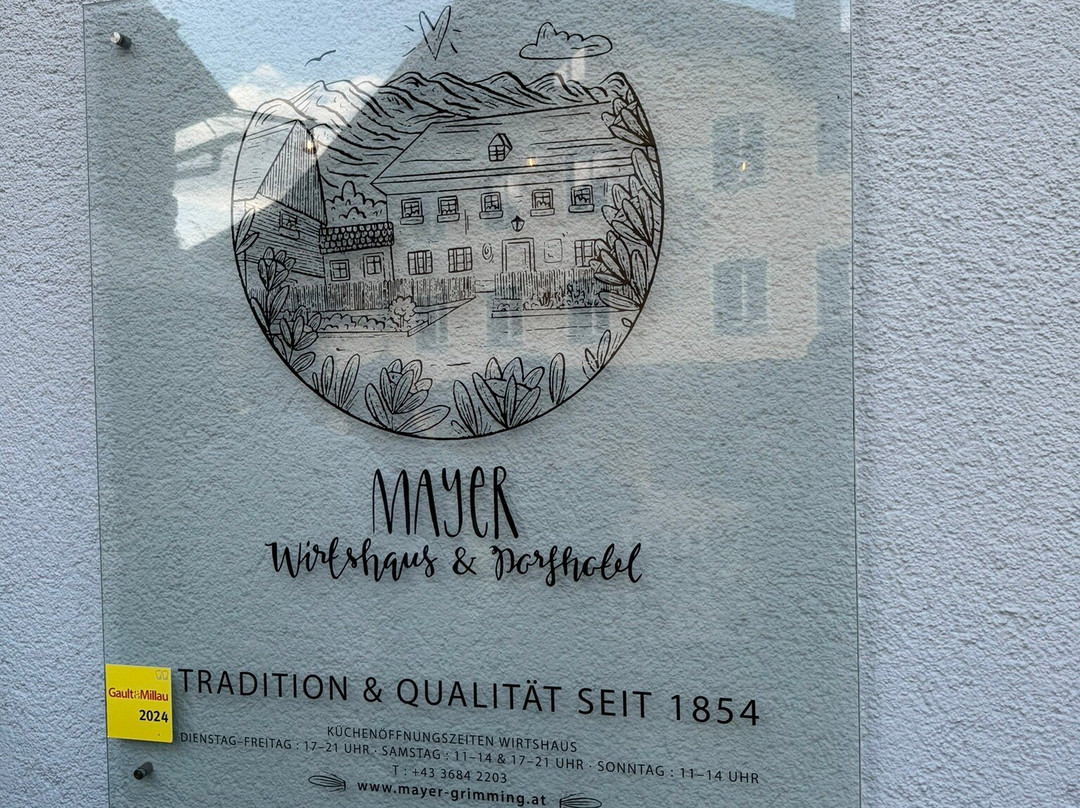 MAYER
Wirtshaus & Dorfhotel
Gault&Millau
2024
TRADITION & QUALITÄT SEIT 1854
KÜCHENÖFFNUNGSZEITEN WIRTSHAUS
DIENSTAG–FREITAG : 17–21 UHR · SAMSTAG : 11–14 & 17–21 UHR · SONNTAG : 11–14 UHR
T : +43 3684 2203
www.mayer-grimming.at